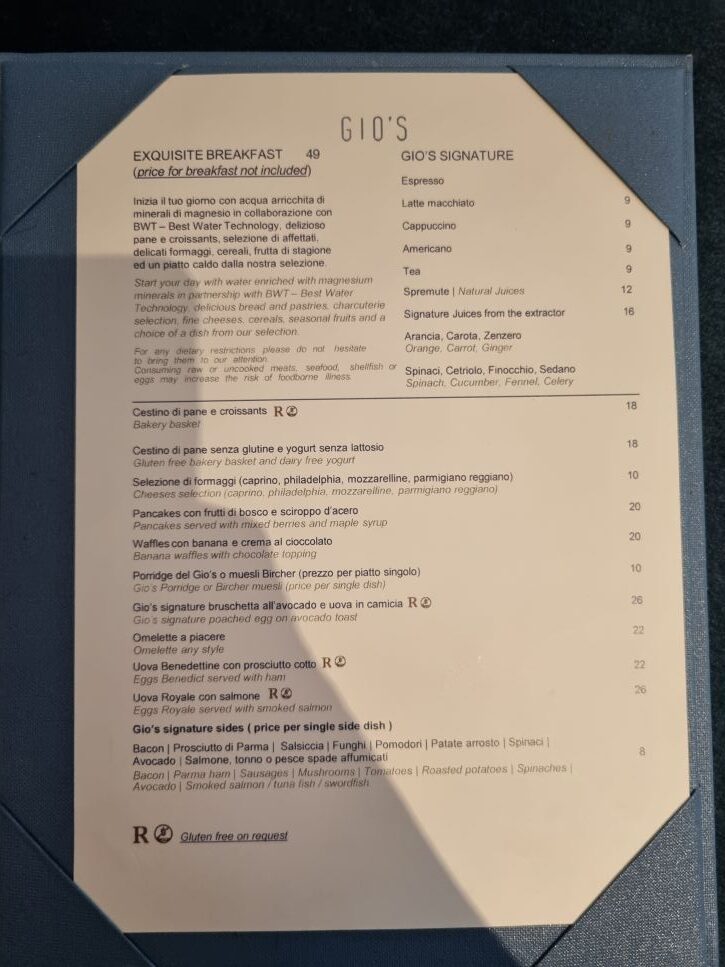 GIO'S
EXQUISITE BREAKFAST 49
(price for breakfast not included)
Inizia il tuo giorno con acqua arricchita di
minerali di magnesio in collaborazione con
BWT – Best Water Technology, delizioso
pane e croissants, selezione di affettati,
delicati formaggi, cereali, frutta di stagione
ed un piatto caldo dalla nostra selezione.
Start your day with water enriched with magnesium
minerals in partnership with BWT – Best Water
Technology, delicious bread and pastries, charcuterie
selection, fine cheeses, cereals, seasonal fruits and a
choice of a dish from our selection.
For any dietary restrictions please do not hesitate
to bring them to our attention.
Consuming raw or uncooked meats, seafood, shellfish or
eggs may increase the risk of foodborne illness.
GIO'S SIGNATURE
Espresso
Latte macchiato 9
Cappuccino 9
Americano 9
Tea 9
Spremute | Natural Juices 12
Signature Juices from the extractor 16
Arancia, Carota, Zenzero
Orange, Carrot, Ginger
Spinaci, Cetriolo, Finocchio, Sedano
Spinach, Cucumber, Fennel, Celery
Cestino di pane e croissants R 18
Bakery basket
Cestino di pane senza glutine e yogurt senza lattosio 18
Gluten free bakery basket and dairy free yogurt
Selezione di formaggi (caprino, philadelphia, mozzarelline, parmigiano reggiano) 10
Cheeses selection (caprino, philadelphia, mozzarelline, parmigiano reggiano)
Pancakes con frutti di bosco e sciroppo d'acero 20
Pancakes served with mixed berries and maple syrup
Waffles con banana e crema al cioccolato 20
Banana waffles with chocolate topping
Porridge del Gio's o muesli Bircher (prezzo per piatto singolo) 10
Gio's Porridge or Bircher muesli (price per single dish)
Gio's signature bruschetta all'avocado e uova in camicia R 26
Gio's signature poached egg on avocado toast
Omelette a piacere 22
Omelette any style
Uova Benedettine con prosciutto cotto R 22
Eggs Benedict served with ham
Uova Royale con salmone R 26
Eggs Royale served with smoked salmon
Gio's signature sides ( price per single side dish )
Bacon | Prosciutto di Parma | Salsiccia | Funghi | Pomodori | Patate arrosto | Spinaci |
Avocado | Salmone, tonno o pesce spade affumicati 8
Bacon | Parma ham | Sausages | Mushrooms | Tomatoes | Roasted potatoes | Spinaches |
Avocado | Smoked salmon / tuna fish / swordfish
R Gluten free on request